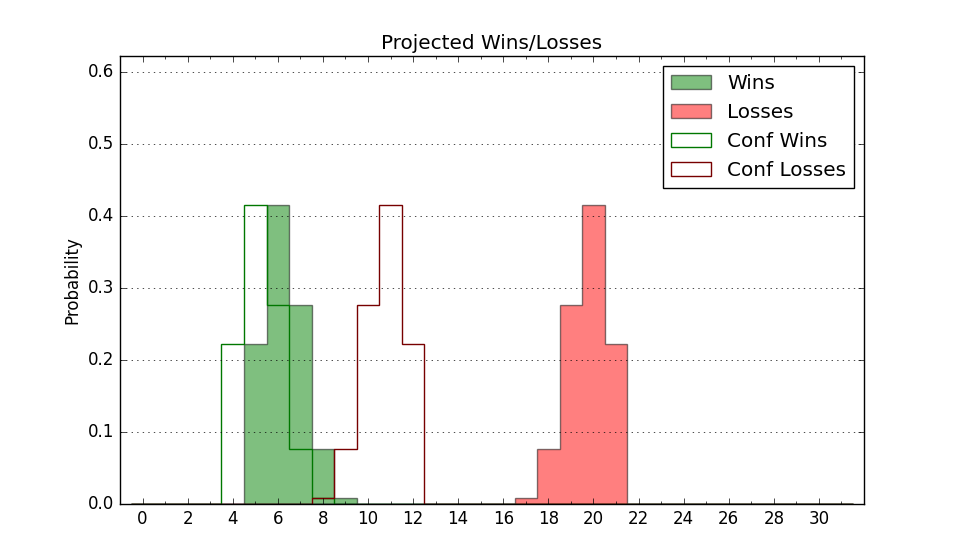 Projected Wins/Losses
Wins
Losses
Conf Wins
Conf Losses
Probability
0.6
0.5
0.4
0.3
0.2
0.1
0.0
0 2 4 6 8 10 12 14 16 18 20 22 24 26 28 30